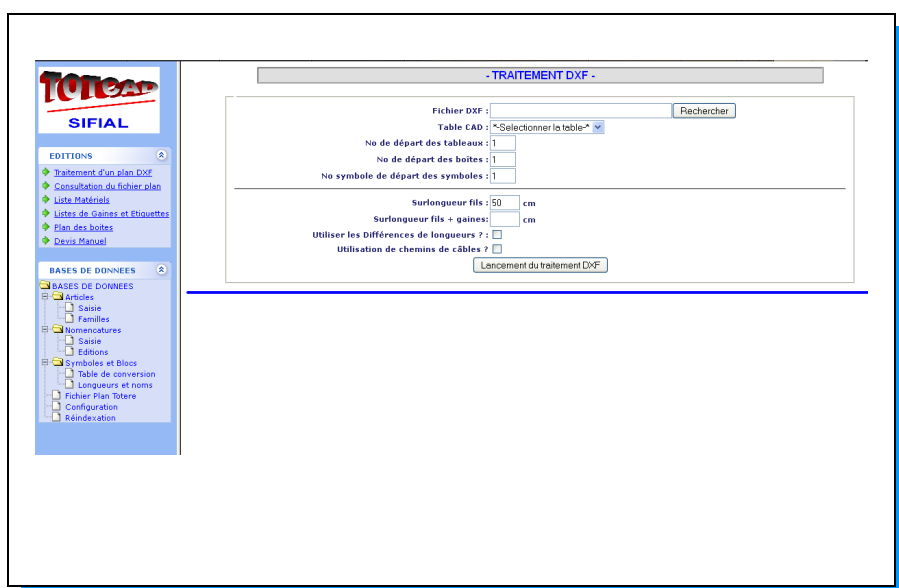 TOTECAD
SIFIAL
EDITIONS
Traitement d'un plan DXF
Consultation du fichier plan
Liste Matériels
Listes de Gaines et Etiquettes
Plan des boites
Devis Manuel
BASES DE DONNEES
BASES DE DONNEES
Articles
Saisie
Familles
Nomencatures
Saisie
Editions
Symboles et Blocs
Table de conversion
Longueurs et noms
Fichier Plan Totere
Configuration
Réindexation
- TRAITEMENT DXF -
Fichier DXF : Rechercher
Table CAD : *-Selectionner la table-*
No de départ des tableaux : 1
No de départ des boîtes : 1
No symbole de départ des symboles : 1
Surlongueur fils : 50 cm
Surlongueur fils + gaines: cm
Utiliser les Différences de longueurs ? :
Utilisation de chemins de câbles ?
Lancement du traitement DXF